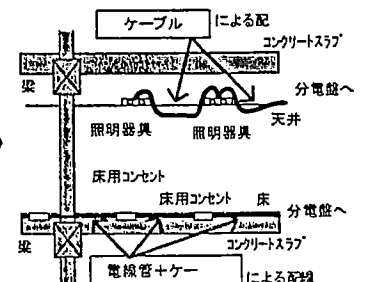 ケーブル
による配
コンクリートスラブ
梁
分電盤へ
天井
照明器具
照明器具
床用コンセント
床用コンセント
床
分電盤へ
梁
コンクリートスラブ
電線管+ケー
による配線